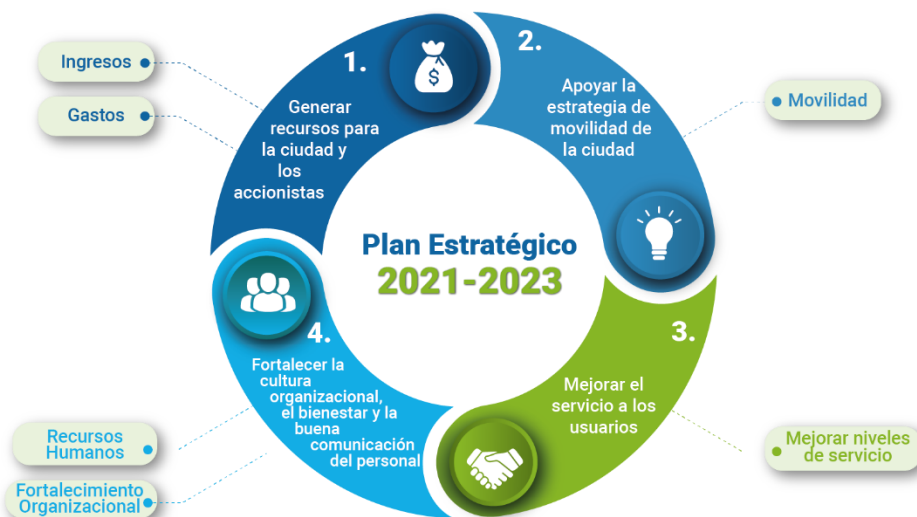 Ingresos
Gastos
1.
Generar
recursos para
la ciudad y
los
accionistas
$
2.
Apoyar la
estrategia de
movilidad de
la ciudad
Movilidad
Plan Estratégico
2021-2023
3.
Mejorar el
servicio a los
usuarios
Mejorar niveles
de servicio
4.
Fortalecer la
cultura
organizacional,
el bienestar y la
buena
comunicación
del personal
Recursos
Humanos
Fortalecimiento
Organizacional